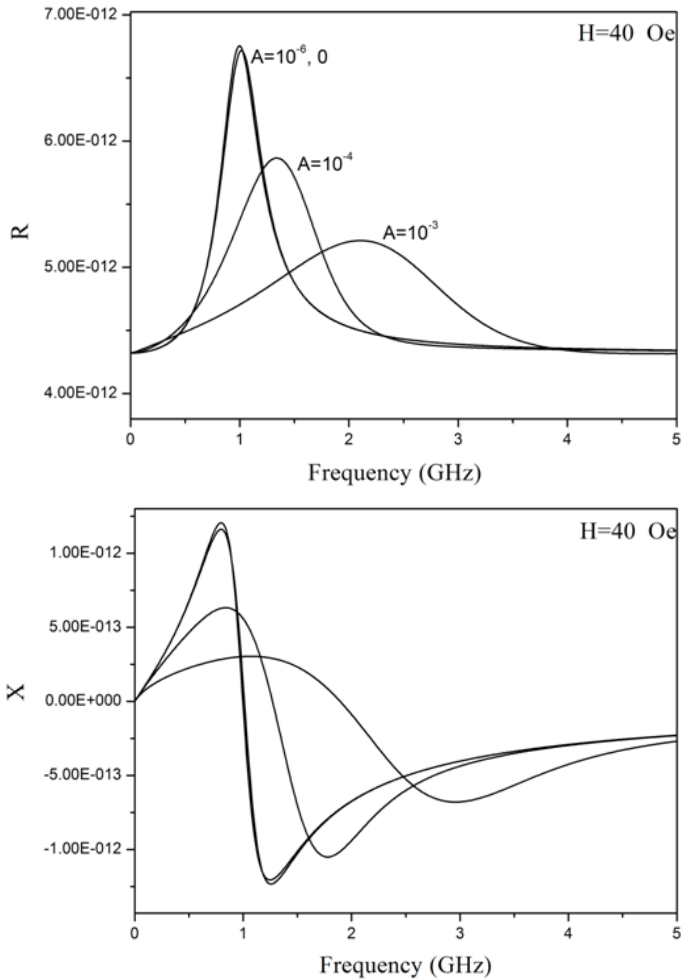 7.00E-012
H=40 Oe
A=10⁻⁶, 0
6.00E-012
A=10⁻⁴
R
A=10⁻³
5.00E-012
4.00E-012
0 1 2 3 4 5
Frequency (GHz)
H=40 Oe
1.00E-012
5.00E-013
X
0.00E+000
-5.00E-013
-1.00E-012
0 1 2 3 4 5
Frequency (GHz)